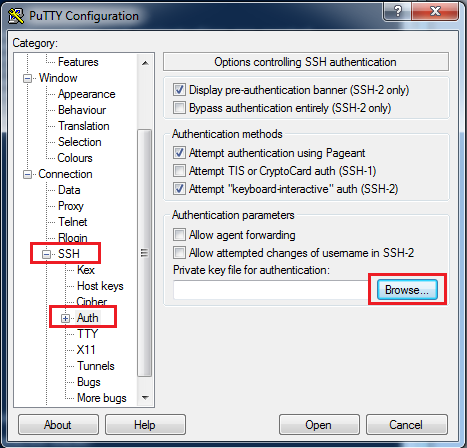 PuTTY Configuration
Category:
Features
Window
Appearance
Behaviour
Translation
Selection
Colours
Connection
Data
Proxy
Telnet
Rlogin
SSH
Kex
Host keys
Cipher
Auth
TTY
X11
Tunnels
Bugs
More bugs
Options controlling SSH authentication
Display pre-authentication banner (SSH-2 only)
Bypass authentication entirely (SSH-2 only)
Authentication methods
Attempt authentication using Pageant
Attempt TIS or CryptoCard auth (SSH-1)
Attempt "keyboard-interactive" auth (SSH-2)
Authentication parameters
Allow agent forwarding
Allow attempted changes of username in SSH-2
Private key file for authentication:
Browse...
About
Help
Open
Cancel